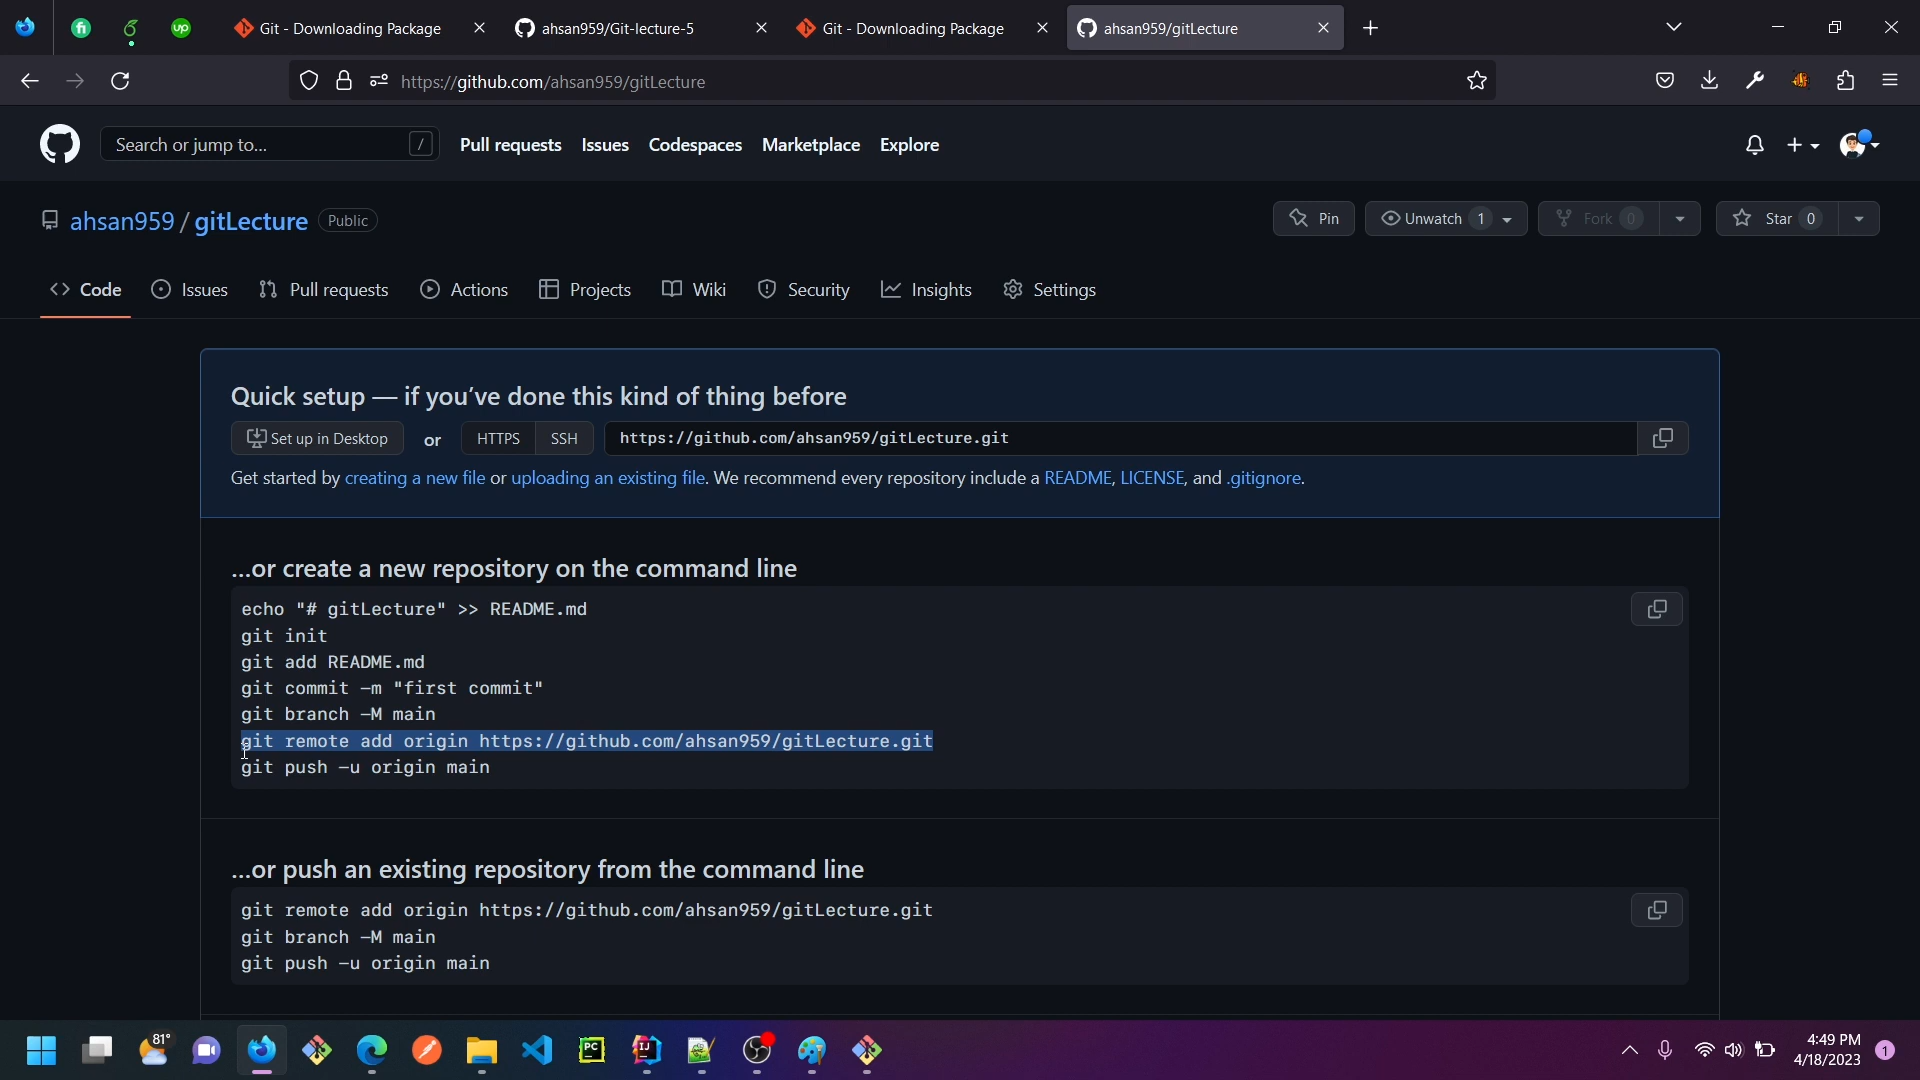 Git - Downloading Package
ahsan959/Git-lecture-5
Git - Downloading Package
ahsan959/gitLecture
https://github.com/ahsan959/gitLecture
Search or jump to...
/
Pull requests
Issues
Codespaces
Marketplace
Explore
ahsan959 / gitLecture
Public
Pin
Unwatch 1
Fork 0
Star 0
Code
Issues
Pull requests
Actions
Projects
Wiki
Security
Insights
Settings
Quick setup — if you’ve done this kind of thing before
Set up in Desktop
or
HTTPS
SSH
https://github.com/ahsan959/gitLecture.git
Get started by creating a new file or uploading an existing file. We recommend every repository include a README, LICENSE, and .gitignore.
…or create a new repository on the command line
echo "# gitLecture" >> README.md
git init
git add README.md
git commit -m "first commit"
git branch -M main
git remote add origin https://github.com/ahsan959/gitLecture.git
git push -u origin main
…or push an existing repository from the command line
git remote add origin https://github.com/ahsan959/gitLecture.git
git branch -M main
git push -u origin main
81°
4:49 PM
4/18/2023
1